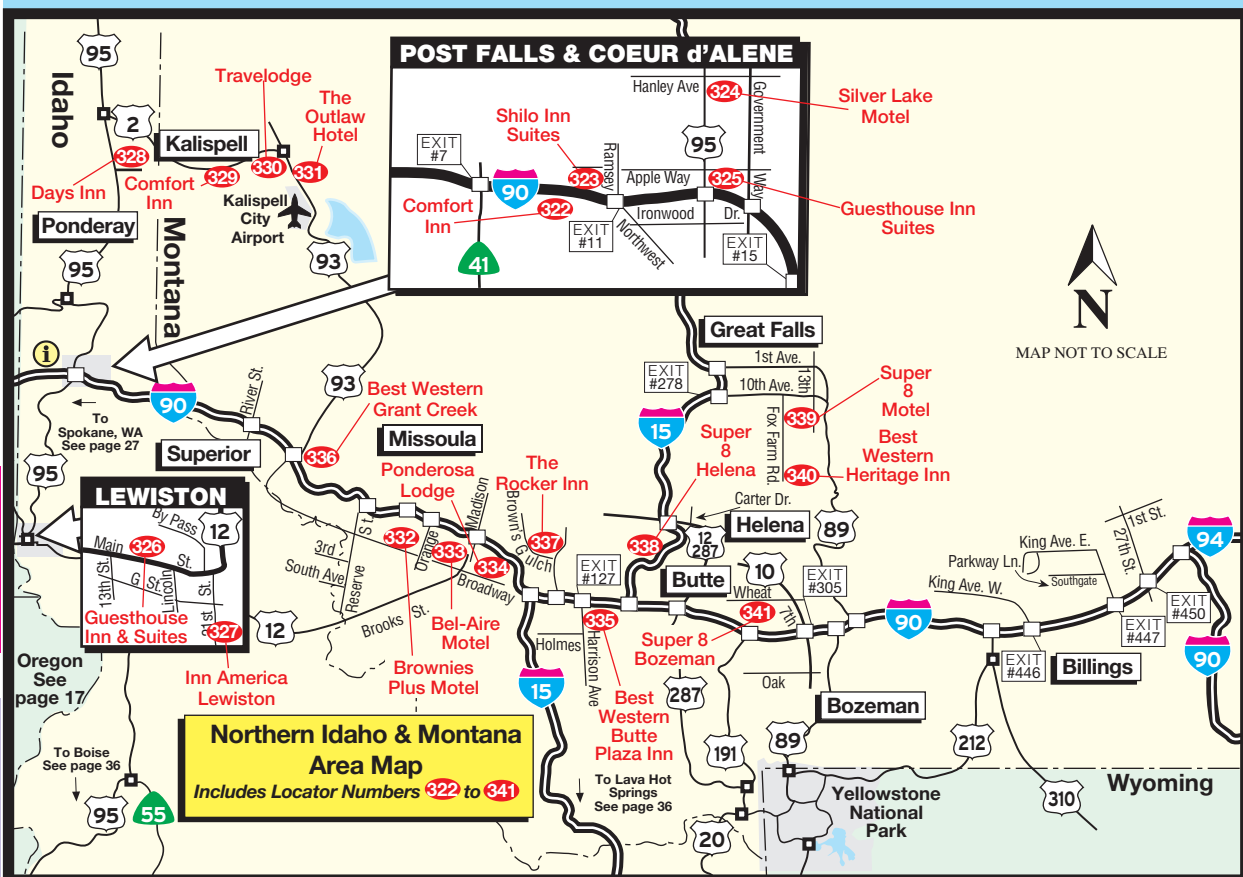 POST FALLS & COEUR d'ALENE
Hanley Ave
324
Government
Way
Silver Lake
Motel
Shilo Inn
Suites
EXIT
#7
Ramsey
95
90
323
Apple Way
325
Comfort
Inn
322
Ironwood
Dr.
Guesthouse Inn
Suites
EXIT
#11
Northwest
EXIT
#15
41
95
Idaho
2
Travelodge
The
Outlaw
Hotel
Kalispell
328
330
331
Days Inn
Comfort
Inn
329
Kalispell
City
Airport
Ponderay
Montana
95
93
N
MAP NOT TO SCALE
Great Falls
1st Ave.
13th
EXIT
#278
10th Ave.
Super
8
Motel
339
Fox Farm Rd.
15
Best
Western
Heritage Inn
340
i
93
Best Western
Grant Creek
90
River St.
To
Spokane, WA
See page 27
Superior
336
Missoula
Super
8
Helena
Ponderosa
Lodge
The
Rocker Inn
Madison
Brown's Gulch
95
LEWISTON
By Pass
12
Main
St.
326
13th/St.
G St.
Lincoln
21st
St.
Guesthouse
Inn & Suites
327
Inn America
Lewiston
12
3rd
South Ave.
Reserve
St.
332
Orange
333
334
Broadway
Brooks
St.
Bel-Aire
Motel
Brownies
Plus Motel
337
EXIT
#127
338
Carter Dr.
Helena
12
287
89
Butte
10
EXIT
#305
Wheat
341
7th
335
Holmes
Harrison Ave
Super 8
Bozeman
Oak
90
Bozeman
15
Best
Western
Butte
Plaza Inn
287
191
89
1st St.
27th St.
King Ave. E.
Parkway Ln.
Southgate
King Ave. W.
94
EXIT
#450
EXIT
#447
EXIT
#446
Billings
90
212
310
Wyoming
Yellowstone
National
Park
20
To Lava Hot
Springs
See page 36
Oregon
See
page 17
To Boise
See page 36
95
55
Northern Idaho & Montana
Area Map
Includes Locator Numbers 322 to 341